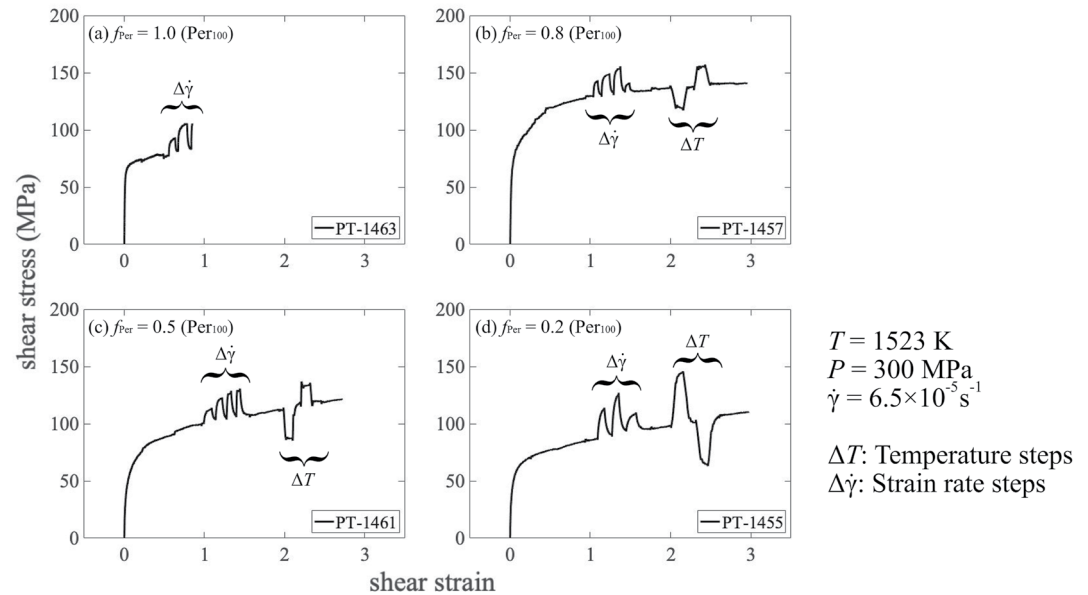 (a) fPer = 1.0 (Per100)
Δγ̇
PT-1463
200
150
100
50
0
0 1 2 3
(b) fPer = 0.8 (Per100)
Δγ̇
ΔT
PT-1457
200
150
100
50
0
0 1 2 3
shear stress (MPa)
(c) fPer = 0.5 (Per100)
Δγ̇
ΔT
PT-1461
200
150
100
50
0
0 1 2 3
(d) fPer = 0.2 (Per100)
Δγ̇
ΔT
PT-1455
200
150
100
50
0
0 1 2 3
shear strain
T = 1523 K
P = 300 MPa
γ̇ = 6.5×10-5s-1
ΔT: Temperature steps
Δγ̇: Strain rate steps